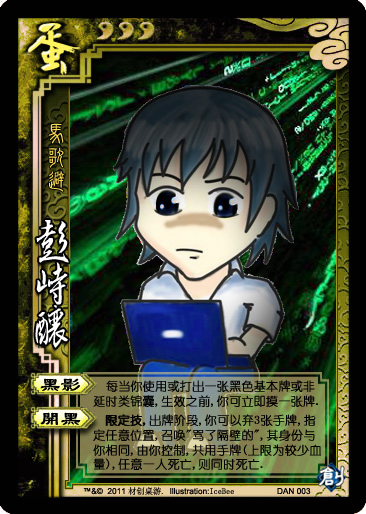 蛋
馬歌避
彭峙釀
黑影
每当你使用或打出一张黑色基本牌或非
延时类锦囊,生效之前,你可立即摸一张牌.
開黑
限定技,出牌阶段,你可以弃3张手牌,指
定任意位置,召唤"骂了隔壁的",其身份与
你相同,由你控制,共用手牌(上限为较少血
量),任意一人死亡,则同时死亡.
創
™&© 2011 材创桌游. Illustration:IceBee
DAN 003